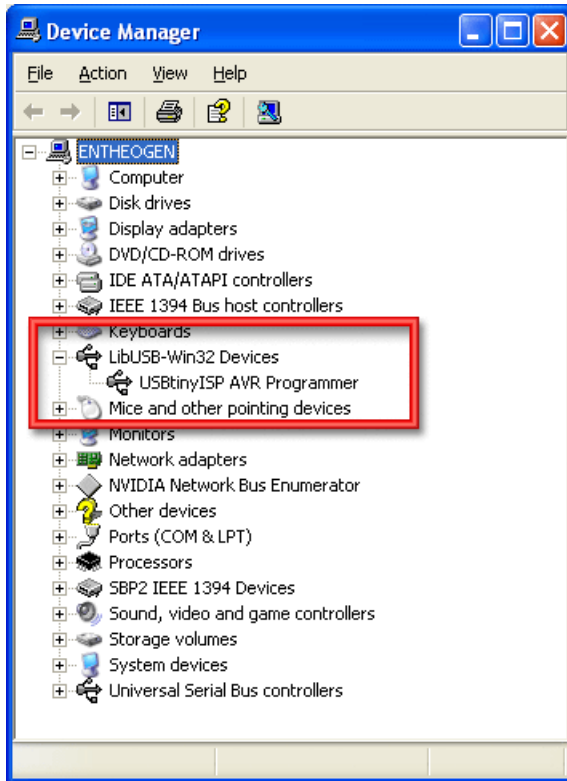 Device Manager
File Action View Help
ENTHEOGEN
Computer
Disk drives
Display adapters
DVD/CD-ROM drives
IDE ATA/ATAPI controllers
IEEE 1394 Bus host controllers
Keyboards
LibUSB-Win32 Devices
USBtinyISP AVR Programmer
Mice and other pointing devices
Monitors
Network adapters
NVIDIA Network Bus Enumerator
Other devices
Ports (COM & LPT)
Processors
SBP2 IEEE 1394 Devices
Sound, video and game controllers
Storage volumes
System devices
Universal Serial Bus controllers